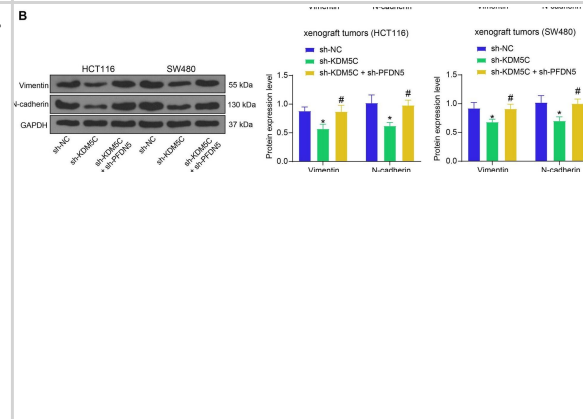 B
HCT116 SW480
Vimentin 55 kDa
N-cadherin 130 kDa
GAPDH 37 kDa
sh-NC
sh-KDM5C
sh-KDM5C + sh-PFDN5
sh-NC
sh-KDM5C
sh-KDM5C + sh-PFDN5
Vimentin N-cadherin
xenograft tumors (HCT116)
sh-NC
sh-KDM5C
sh-KDM5C + sh-PFDN5
Protein expression level
1.5
1.0
0.5
0.0
* # * #
Vimentin N-cadherin
Vimentin N-cadherin
xenograft tumors (SW480)
sh-NC
sh-KDM5C
sh-KDM5C + sh-PFDN5
Protein expression level
1.5
1.0
0.5
0.0
* # * #
Vimentin N-cadherin